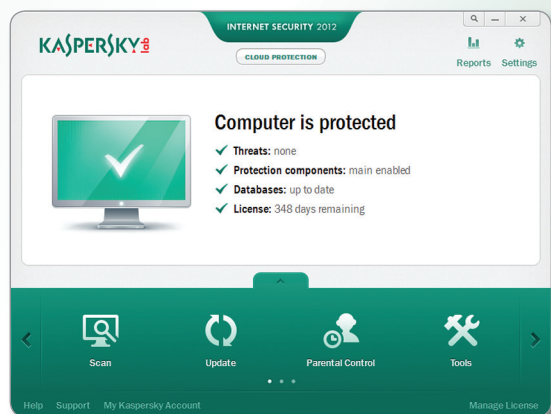 INTERNET SECURITY 2012
KASPERSKY lab
CLOUD PROTECTION
Reports Settings
Computer is protected
Threats: none
Protection components: main enabled
Databases: up to date
License: 348 days remaining
Scan Update Parental Control Tools
Help Support My Kaspersky Account Manage License